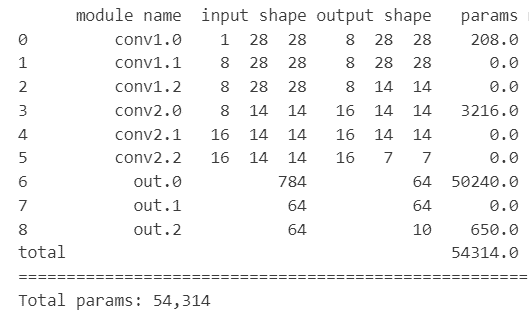 module name input shape output shape params
0 conv1.0 1 28 28 8 28 28 208.0
1 conv1.1 8 28 28 8 28 28 0.0
2 conv1.2 8 28 28 8 14 14 0.0
3 conv2.0 8 14 14 16 14 14 3216.0
4 conv2.1 16 14 14 16 14 14 0.0
5 conv2.2 16 14 14 16 7 7 0.0
6 out.0 784 64 50240.0
7 out.1 64 64 0.0
8 out.2 64 10 650.0
total 54314.0
=====================================================
Total params: 54,314